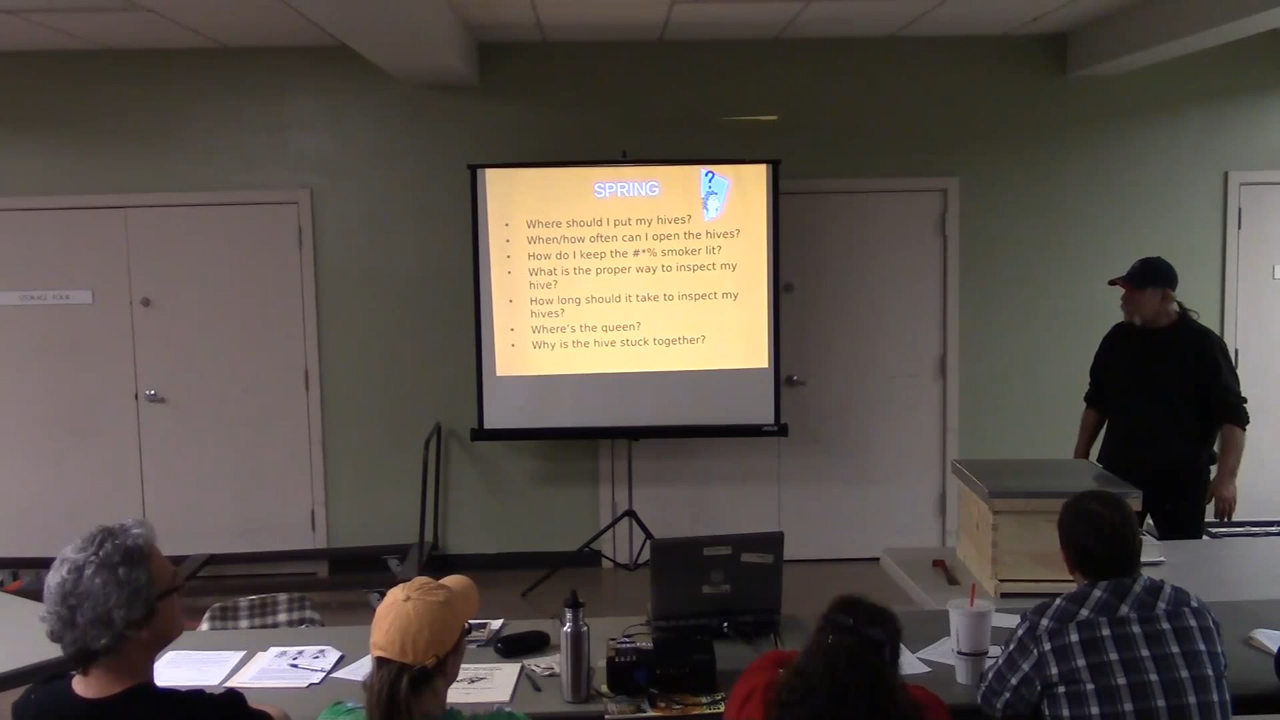 SPRING
?
• Where should I put my hives?
• When/how often can I open the hives?
• How do I keep the #*% smoker lit?
• What is the proper way to inspect my
hive?
• How long should it take to inspect my
hives?
• Where's the queen?
• Why is the hive stuck together?